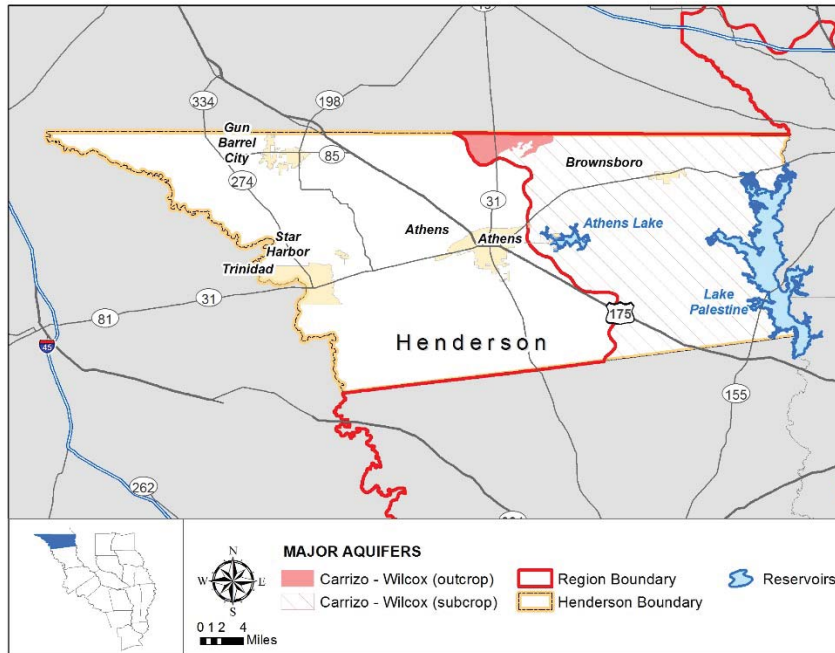 334
198
Gun
Barrel
City
85
274
Brownsboro
31
Athens
Athens
Athens Lake
Star
Harbor
Trinidad
31
81
45
175
Lake
Palestine
Henderson
155
262
N
W E
S
0 1 2 4
Miles
MAJOR AQUIFERS
Carrizo - Wilcox (outcrop)
Carrizo - Wilcox (subcrop)
Region Boundary
Henderson Boundary
Reservoirs